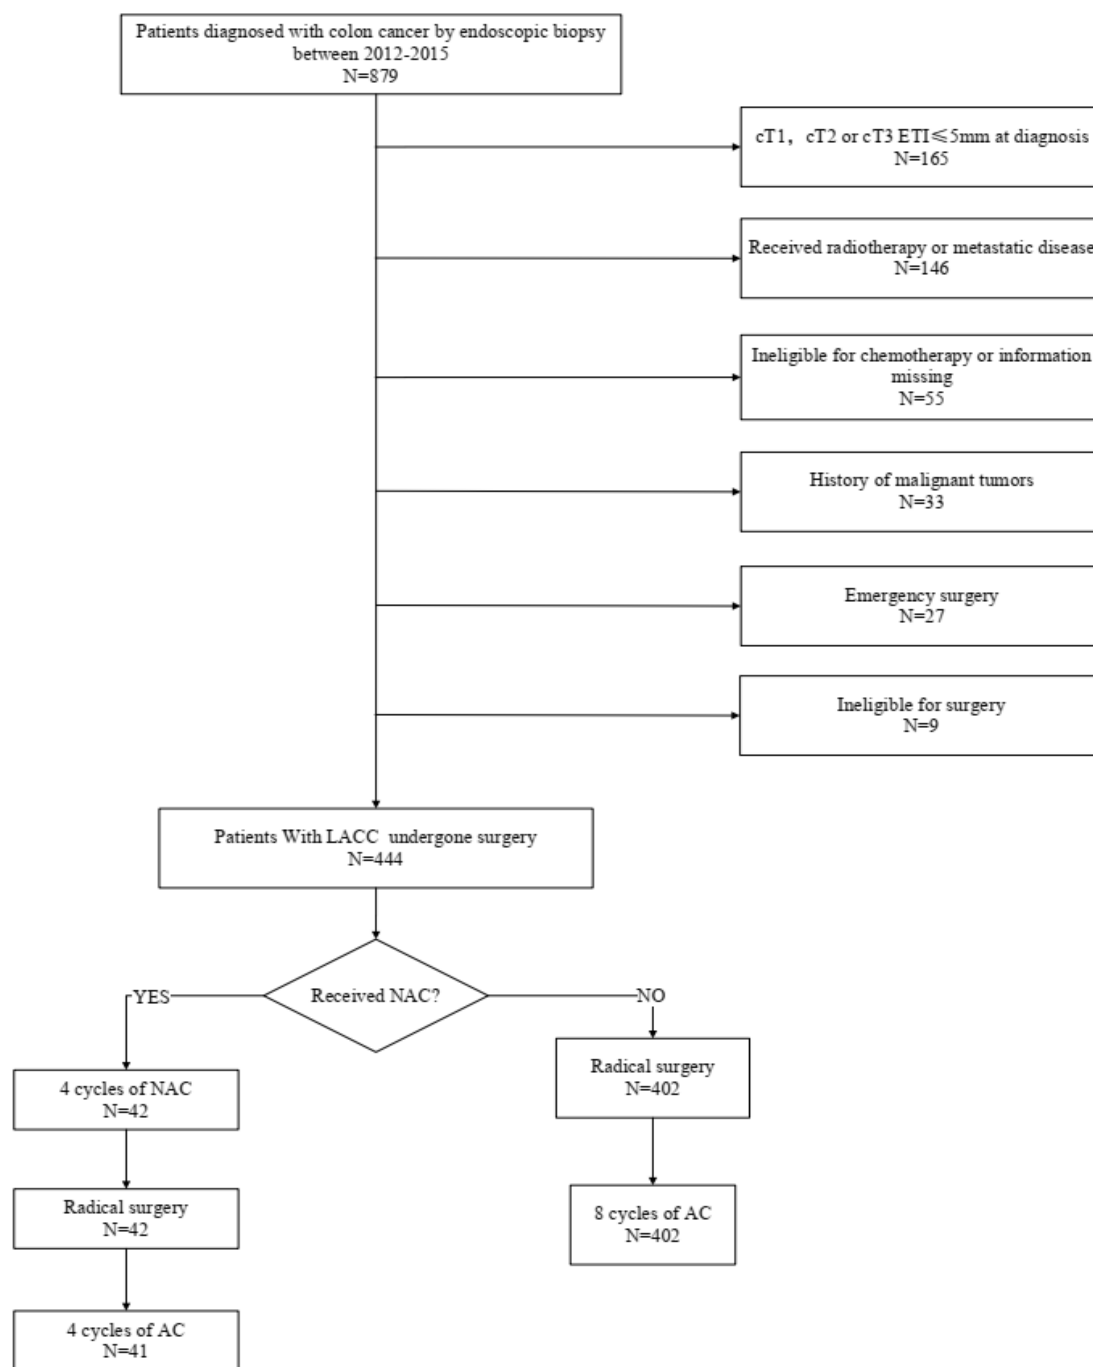 Patients diagnosed with colon cancer by endoscopic biopsy
between 2012-2015
N=879
cT1，cT2 or cT3 ETI≤5mm at diagnosis
N=165
Received radiotherapy or metastatic disease
N=146
Ineligible for chemotherapy or information
missing
N=55
History of malignant tumors
N=33
Emergency surgery
N=27
Ineligible for surgery
N=9
Patients With LACC undergone surgery
N=444
Received NAC?
YES
NO
4 cycles of NAC
N=42
Radical surgery
N=42
4 cycles of AC
N=41
Radical surgery
N=402
8 cycles of AC
N=402